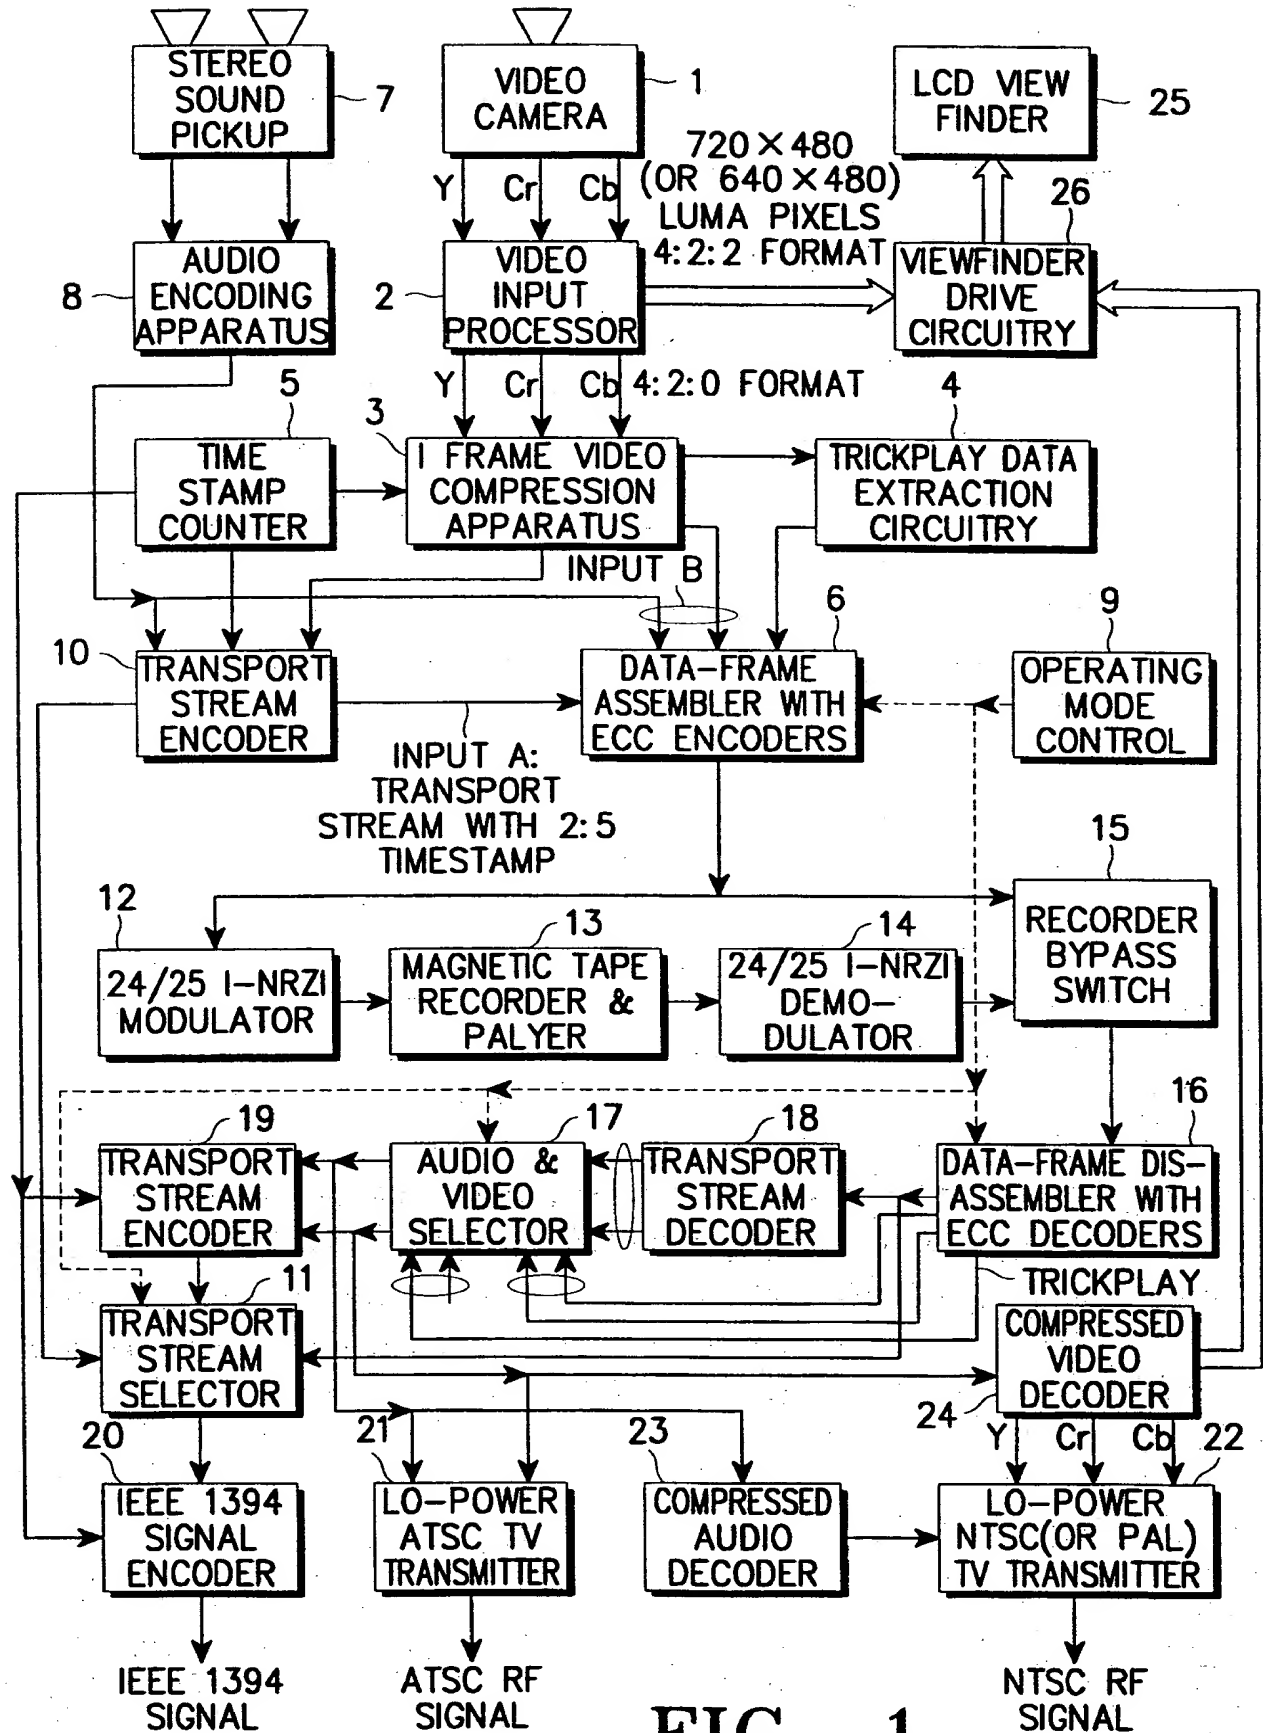 STEREO
SOUND
PICKUP
7
VIDEO
CAMERA
1
LCD VIEW
FINDER
25
Y
Cr
Cb
720×480
(OR 640×480)
LUMA PIXELS
4:2:2 FORMAT
26
AUDIO
ENCODING
APPARATUS
8
VIDEO
INPUT
PROCESSOR
2
VIEWFINDER
DRIVE
CIRCUITRY
Y
Cr
Cb
4:2:0 FORMAT
5
3
4
TIME
STAMP
COUNTER
I FRAME VIDEO
COMPRESSION
APPARATUS
TRICKPLAY DATA
EXTRACTION
CIRCUITRY
INPUT B
6
9
10
TRANSPORT
STREAM
ENCODER
DATA-FRAME
ASSEMBLER WITH
ECC ENCODERS
OPERATING
MODE
CONTROL
INPUT A:
TRANSPORT
STREAM WITH 2:5
TIMESTAMP
15
12
13
14
24/25 I-NRZI
MODULATOR
MAGNETIC TAPE
RECORDER &
PALYER
24/25 I-NRZI
DEMO-
DULATOR
RECORDER
BYPASS
SWITCH
19
17
18
16
TRANSPORT
STREAM
ENCODER
AUDIO &
VIDEO
SELECTOR
TRANSPORT
STREAM
DECODER
DATA-FRAME DIS-
ASSEMBLER WITH
ECC DECODERS
11
TRICKPLAY
TRANSPORT
STREAM
SELECTOR
COMPRESSED
VIDEO
DECODER
24
20
21
23
Y
Cr
Cb
22
IEEE 1394
SIGNAL
ENCODER
LO-POWER
ATSC TV
TRANSMITTER
COMPRESSED
AUDIO
DECODER
LO-POWER
NTSC(OR PAL)
TV TRANSMITTER
IEEE 1394
SIGNAL
ATSC RF
SIGNAL
NTSC RF
SIGNAL
FIG. 1